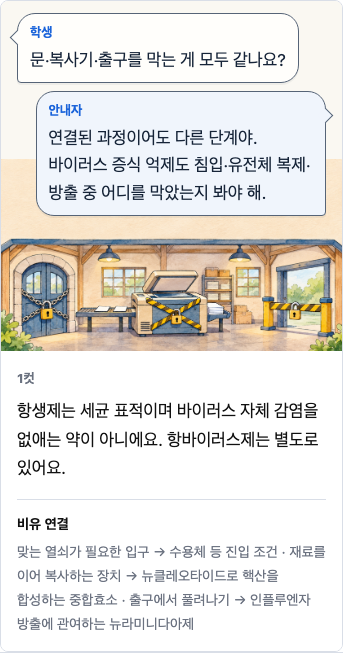 학생
문·복사기·출구를 막는 게 모두 같나요?
안내자
연결된 과정이어도 다른 단계야.
바이러스 증식 억제도 침입·유전체 복제·
방출 중 어디를 막았는지 봐야 해.
1컷
항생제는 세균 표적이며 바이러스 자체 감염을
없애는 약이 아니에요. 항바이러스제는 별도로
있어요.
비유 연결
맞는 열쇠가 필요한 입구 → 수용체 등 진입 조건 · 재료를
이어 복사하는 장치 → 뉴클레오타이드로 핵산을
합성하는 중합효소 · 출구에서 풀려나기 → 인플루엔자
방출에 관여하는 뉴라미니다아제